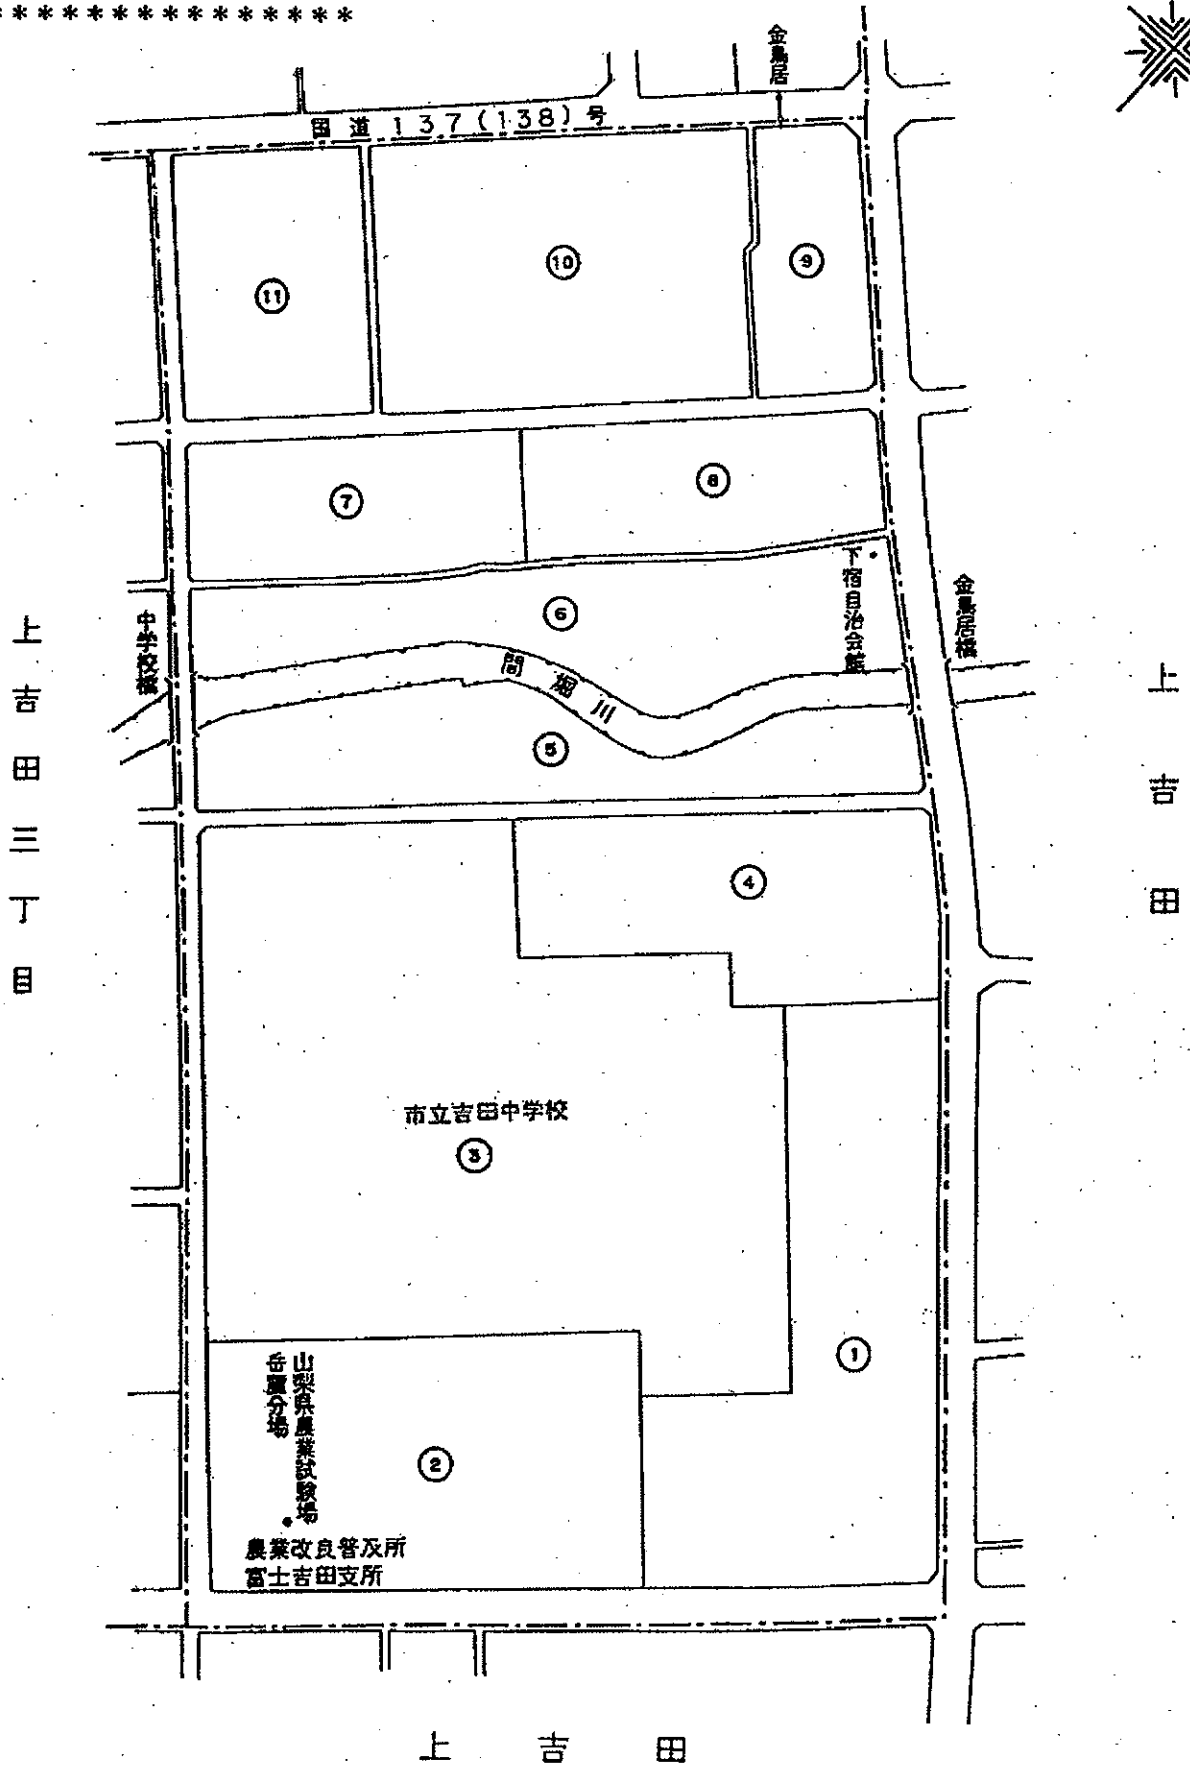 ***************
金鳥居
国道137(138)号
⑪
⑩
⑨
⑦
⑧
下宿自治会館
金鳥居橋
中学校橋
⑥
間堀川
⑤
上吉田三丁目
上吉田
④
市立吉田中学校
③
①
山梨県農業試験場
岳麓分場
②
農業改良普及所
富士吉田支所
上吉田